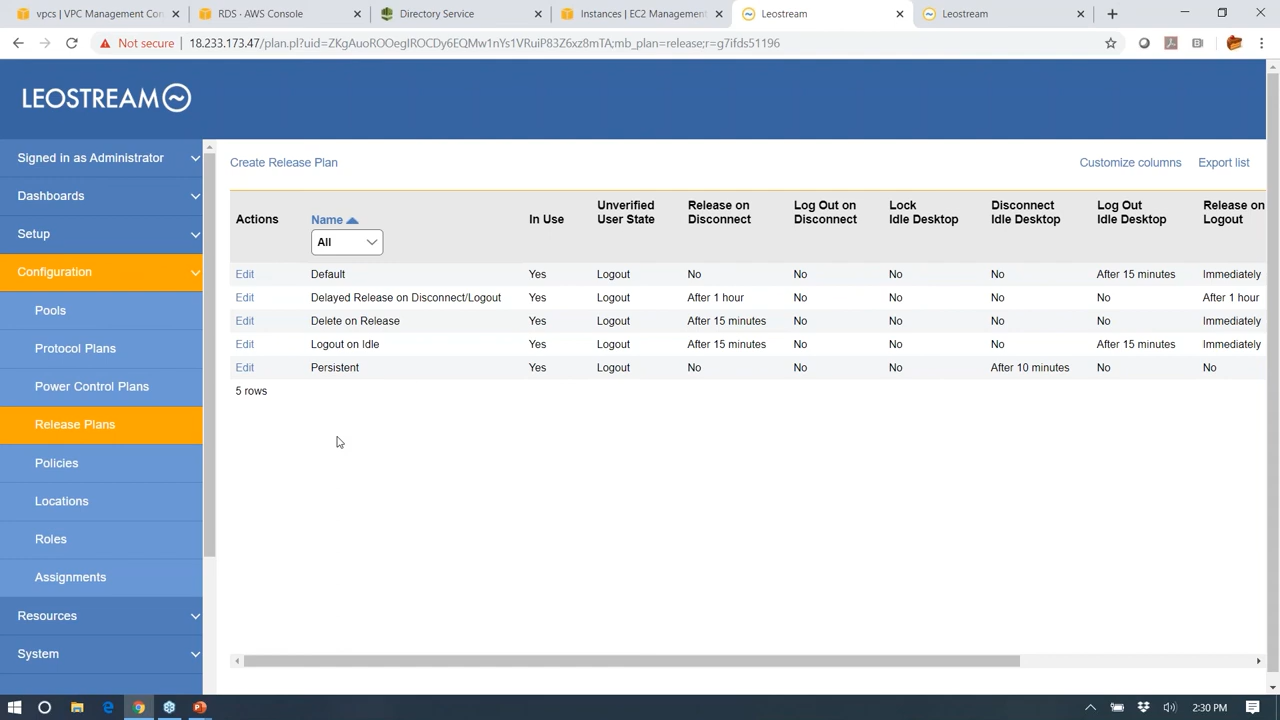 vpcs | VPC Management Con
RDS · AWS Console
Directory Service
Instances | EC2 Management
Leostream
Leostream
Not secure
18.233.173.47/plan.pl?uid=ZKgAuoROOegIROCDy6EQMw1nYs1VRuiP83Z6xz8mTA;mb_plan=release;r=g7ifds51196
LEOSTREAM
Signed in as Administrator
Dashboards
Setup
Configuration
Pools
Protocol Plans
Power Control Plans
Release Plans
Policies
Locations
Roles
Assignments
Resources
System
Create Release Plan
Customize columns
Export list
Actions Name In Use Unverified User State Release on Disconnect Log Out on Disconnect Lock Idle Desktop Disconnect Idle Desktop Log Out Idle Desktop Release on Logout
All
Edit Default Yes Logout No No No No After 15 minutes Immediately
Edit Delayed Release on Disconnect/Logout Yes Logout After 1 hour No No No No After 1 hour
Edit Delete on Release Yes Logout After 15 minutes No No No No Immediately
Edit Logout on Idle Yes Logout After 15 minutes No No No After 15 minutes Immediately
Edit Persistent Yes Logout No No No After 10 minutes No No
5 rows
2:30 PM